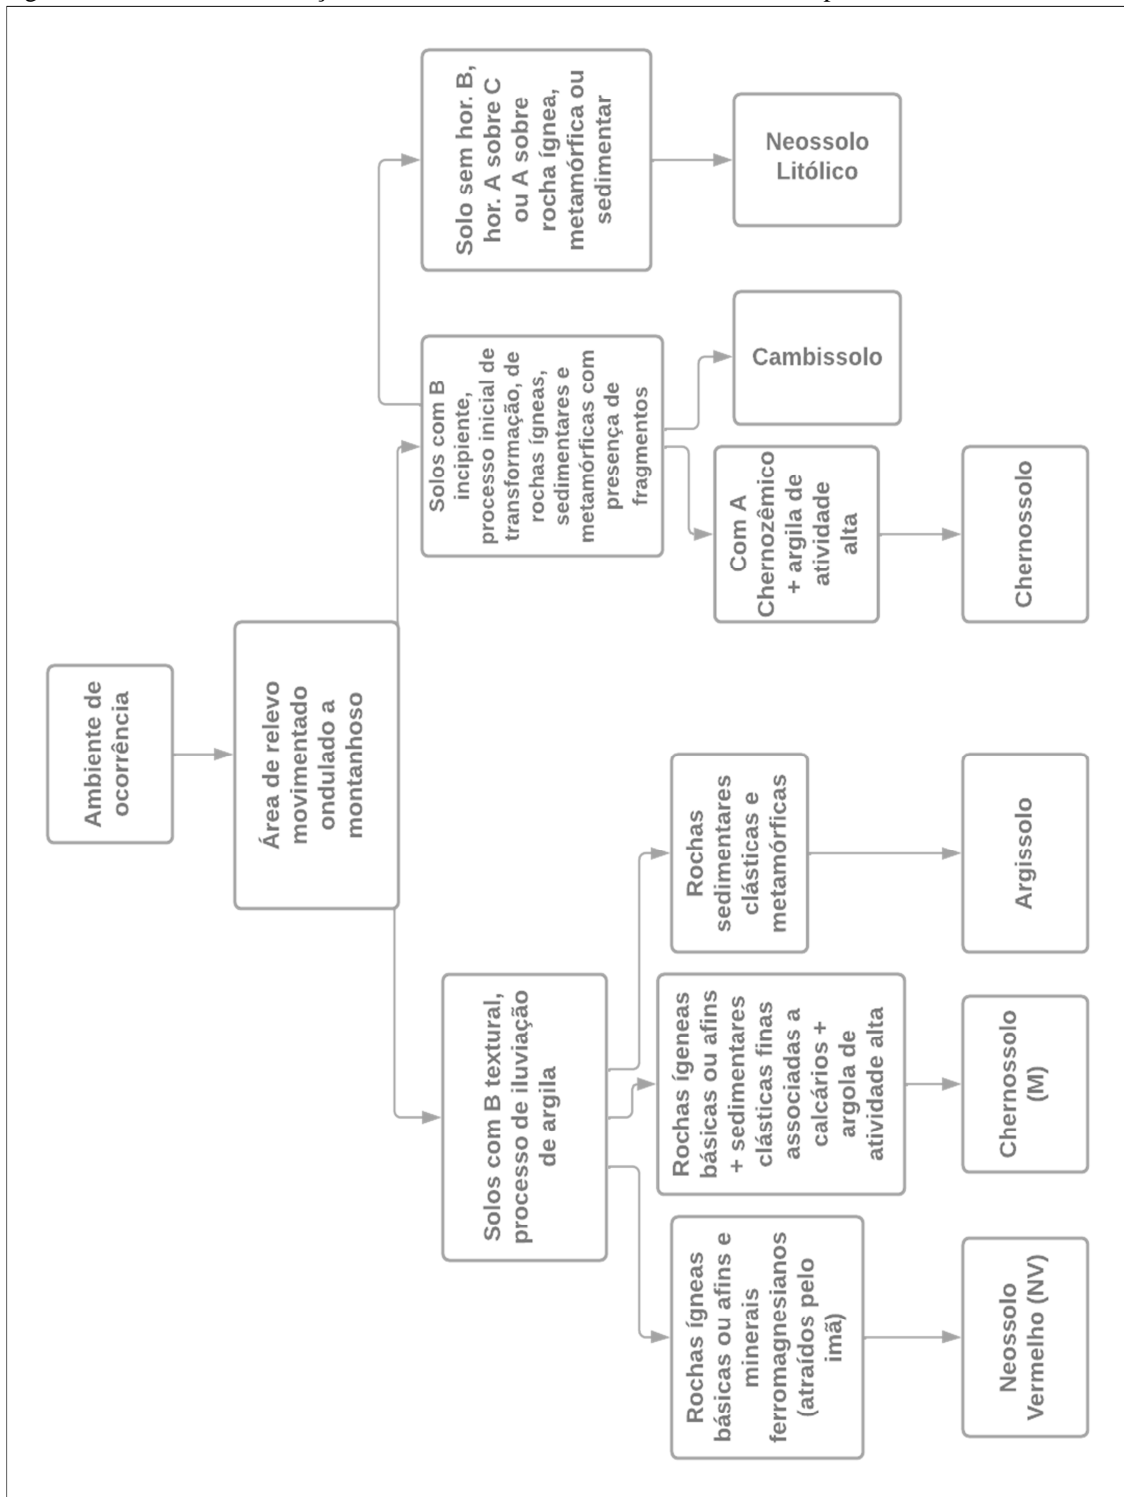 Ambiente de
ocorrência
Área de relevo
movimentado
ondulado a
montanhoso
Solos com B textural,
processo de iluviação
de argila
Solos com B
incipiente,
processo inicial de
transformação, de
rochas ígneas,
sedimentares e
metamórficas com
presença de
fragmentos
Solo sem hor. B,
hor. A sobre C
ou A sobre
rocha ígnea,
metamórfica ou
sedimentar
Rochas ígneas
básicas ou afins e
minerais
ferromagnesianos
(atraídos pelo
imã)
Rochas ígeneas
básicas ou afins
+ sedimentares
clásticas finas
associadas a
calcários +
argola de
atividade alta
Rochas
sedimentares
clásticas e
metamórficas
Com A
Chernozêmico
+ argila de
atividade
alta
Cambissolo
Neossolo
Litólico
Neossolo
Vermelho (NV)
Chernossolo
(M)
Argissolo
Chernossolo